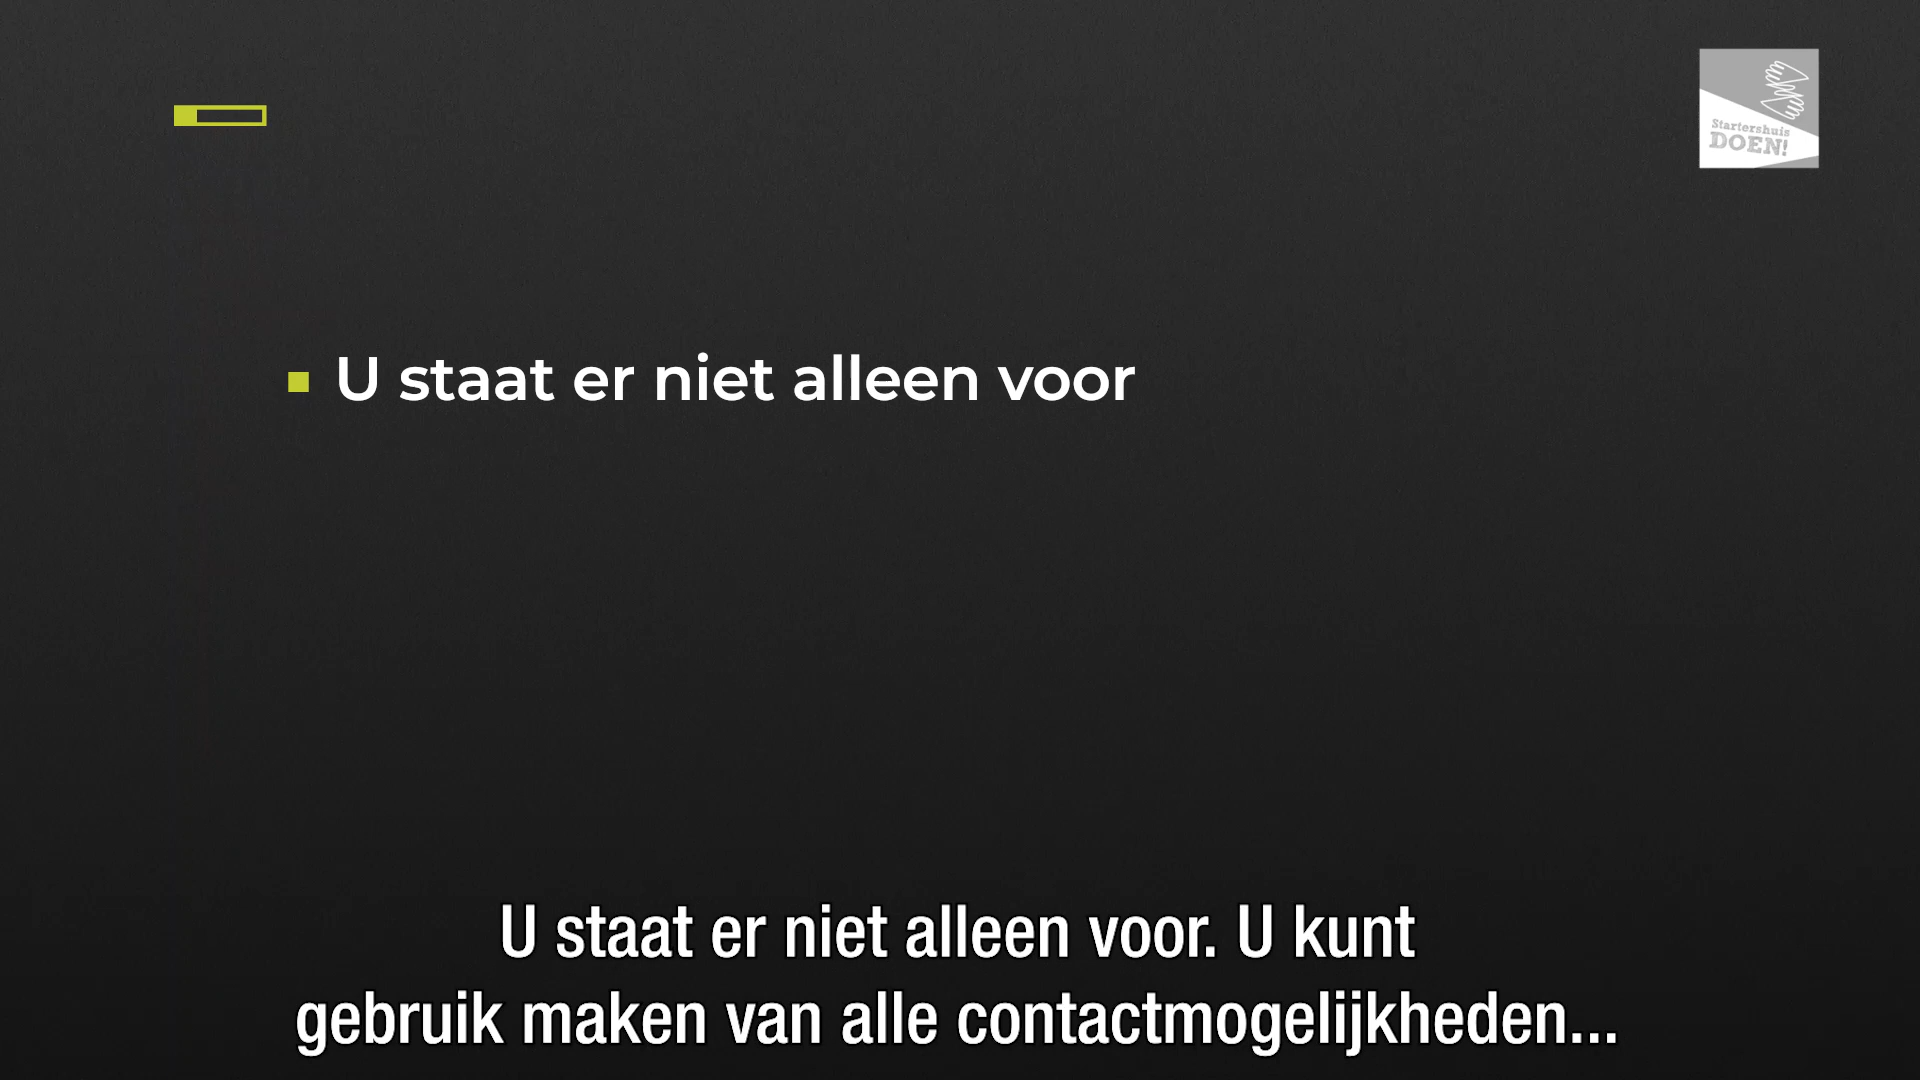 Startershuis
DOEN!
U staat er niet alleen voor
U staat er niet alleen voor. U kunt
gebruik maken van alle contactmogelijkheden...